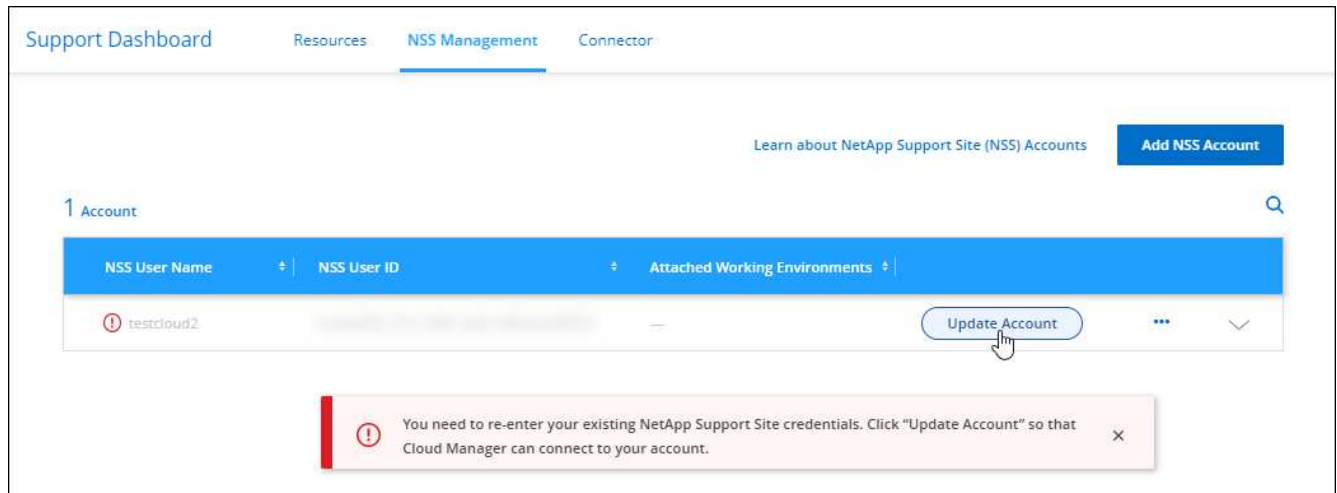 Support Dashboard Resources NSS Management Connector
Learn about NetApp Support Site (NSS) Accounts Add NSS Account
1 Account
NSS User Name NSS User ID Attached Working Environments
testcloud2 — Update Account
You need to re-enter your existing NetApp Support Site credentials. Click “Update Account” so that
Cloud Manager can connect to your account.